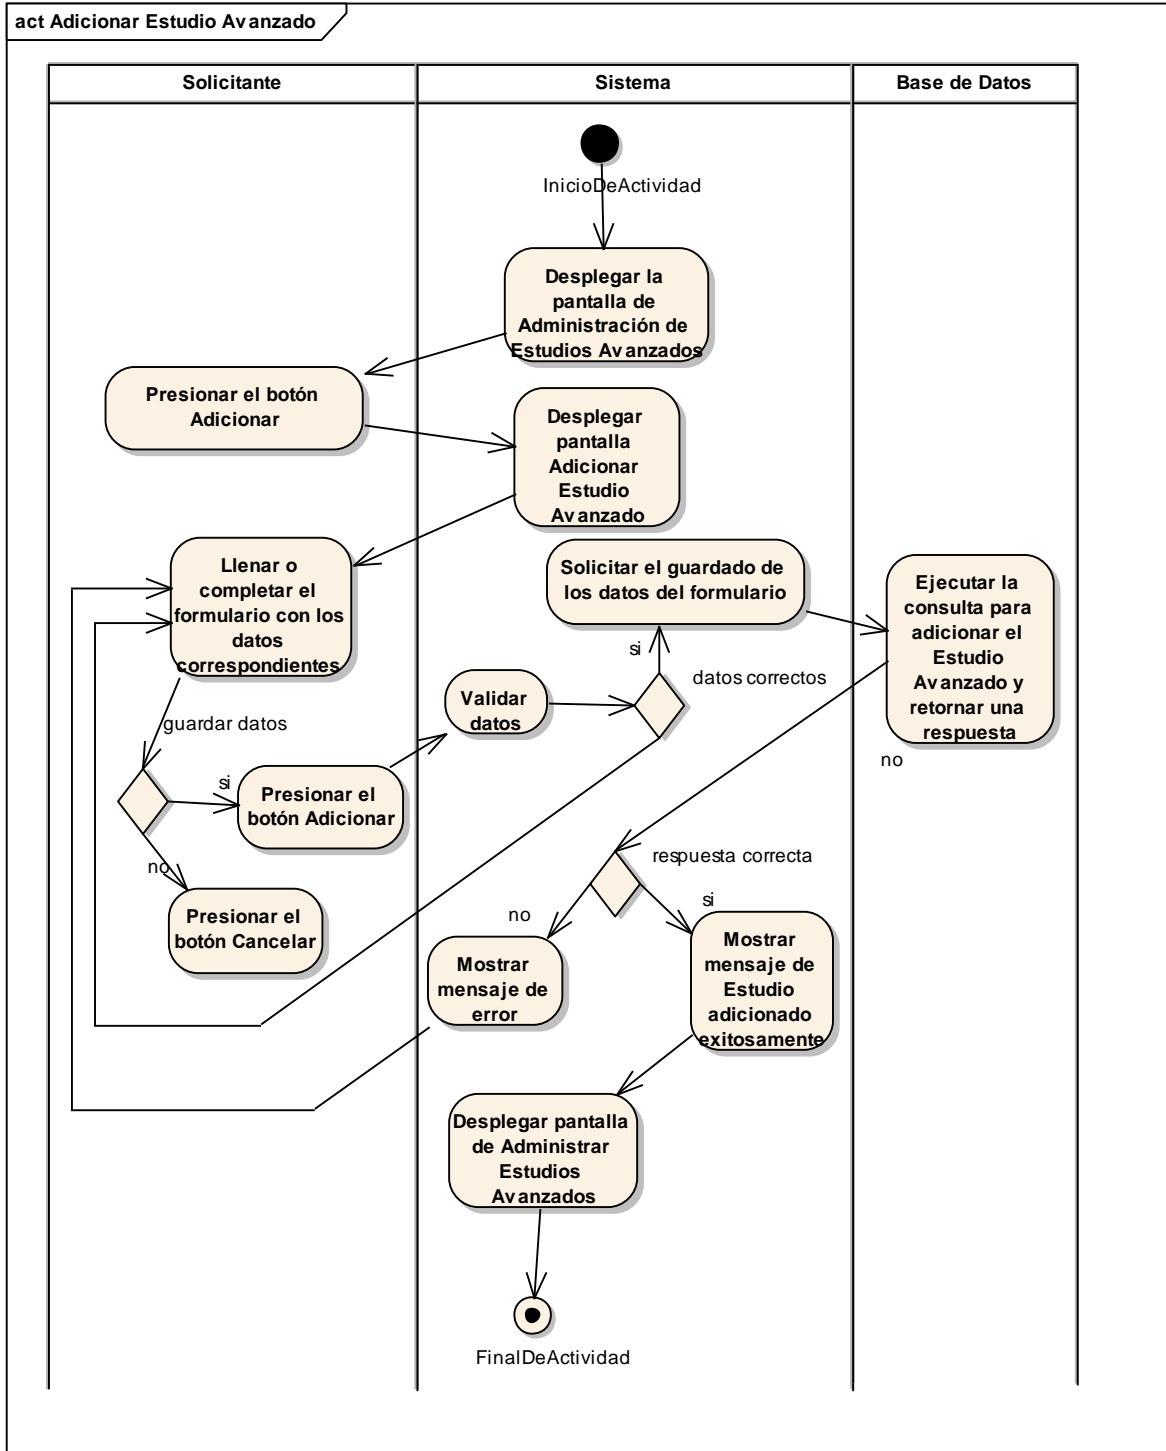 act Adicionar Estudio Avanzado
Solicitante
Sistema
Base de Datos
InicioDeActividad
Desplegar la
pantalla de
Administración de
Estudios Avanzados
Presionar el botón
Adicionar
Desplegar
pantalla
Adicionar
Estudio
Avanzado
Llenar o
completar el
formulario con los
datos
correspondientes
Solicitar el guardado de
los datos del formulario
Ejecutar la
consulta para
adicionar el
Estudio
Avanzado y
retornar una
respuesta
si
datos correctos
Validar
datos
guardar datos
no
si
Presionar el
botón Adicionar
no
Presionar el
botón Cancelar
respuesta correcta
no
si
Mostrar
mensaje de
error
Mostrar
mensaje de
Estudio
adicionado
exitosamente
Desplegar pantalla
de Administrar
Estudios
Avanzados
FinalDeActividad